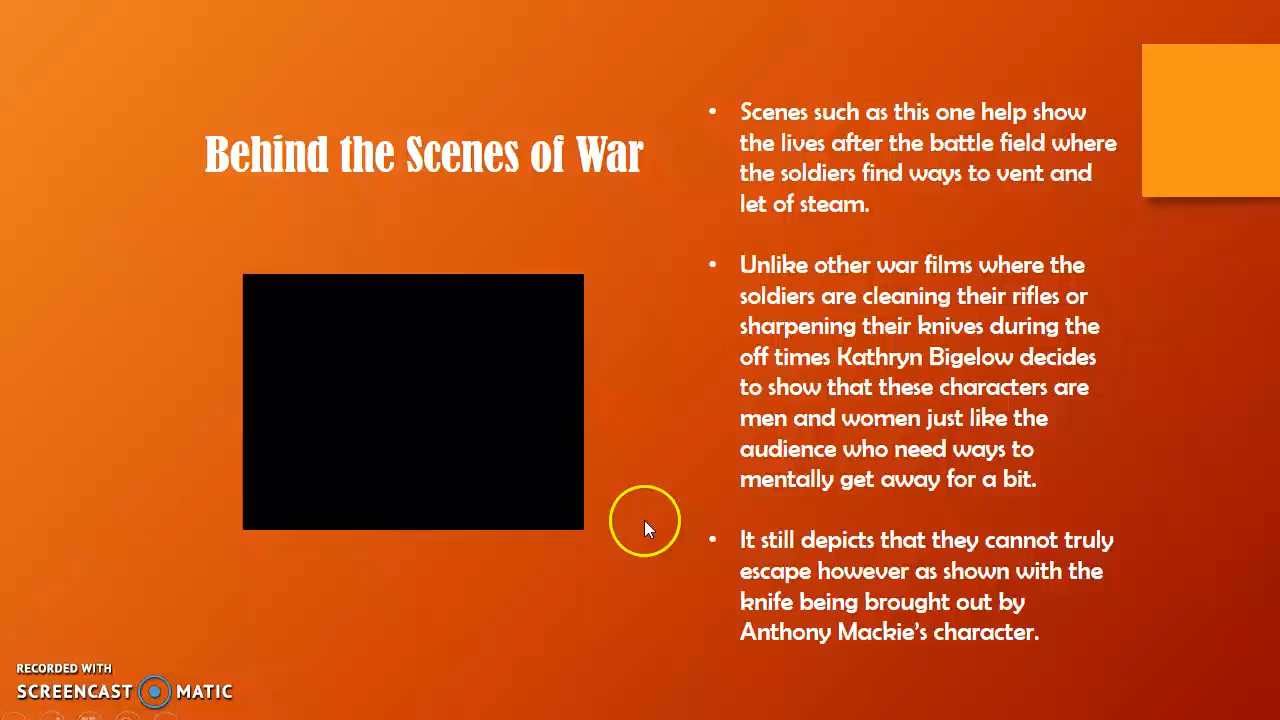 Behind the Scenes of War
• Scenes such as this one help show
the lives after the battle field where
the soldiers find ways to vent and
let of steam.
• Unlike other war films where the
soldiers are cleaning their rifles or
sharpening their knives during the
off times Kathryn Bigelow decides
to show that these characters are
men and women just like the
audience who need ways to
mentally get away for a bit.
• It still depicts that they cannot truly
escape however as shown with the
knife being brought out by
Anthony Mackie's character.
RECORDED WITH
SCREENCAST MATIC